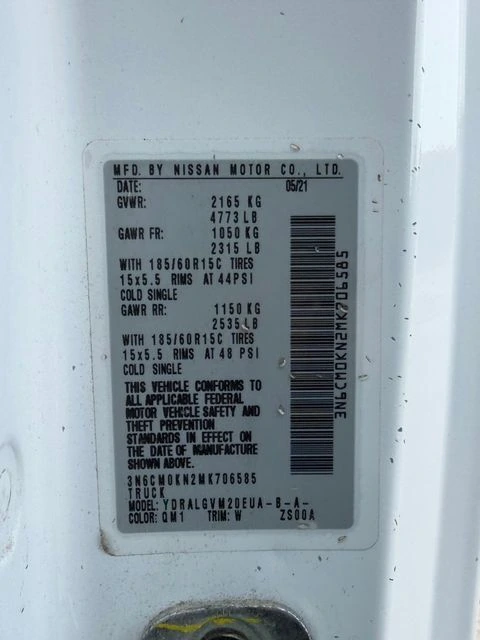 MFD. BY NISSAN MOTOR CO., LTD.
DATE: 05/21
GVWR: 2165 KG
4773 LB
GAWR FR: 1050 KG
2315 LB
WITH 185/60R15C TIRES
15x5.5 RIMS AT 44PSI
COLD SINGLE
GAWR RR: 1150 KG
2535 LB
WITH 185/60R15C TIRES
15x5.5 RIMS AT 48 PSI
COLD SINGLE
THIS VEHICLE CONFORMS TO
ALL APPLICABLE FEDERAL
MOTOR VEHICLE SAFETY AND
THEFT PREVENTION
STANDARDS IN EFFECT ON
THE DATE OF MANUFACTURE
SHOWN ABOVE.
3N6CM0KN2MK706585
TRUCK
MODEL: YDRALGVM20EUA-B-A-
COLOR: QM1 TRIM: W ZS00A
3N6CM0KN2MK706585